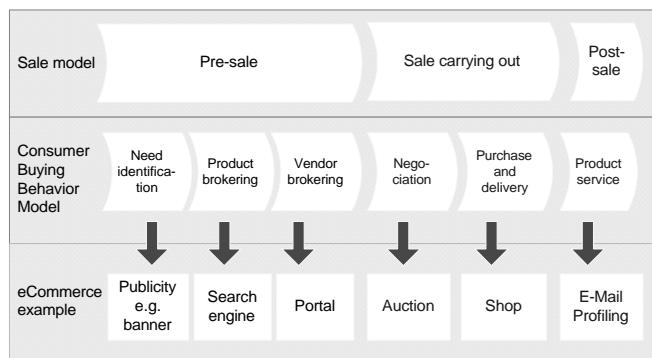 Sale model
Pre-sale
Sale carrying out
Post-
sale
Consumer
Buying
Behavior
Model
Need
identifica-
tion
Product
brokering
Vendor
brokering
Nego-
ciation
Purchase
and
delivery
Product
service
eCommerce
example
Publicity
e.g.
banner
Search
engine
Portal
Auction
Shop
E-Mail
Profiling